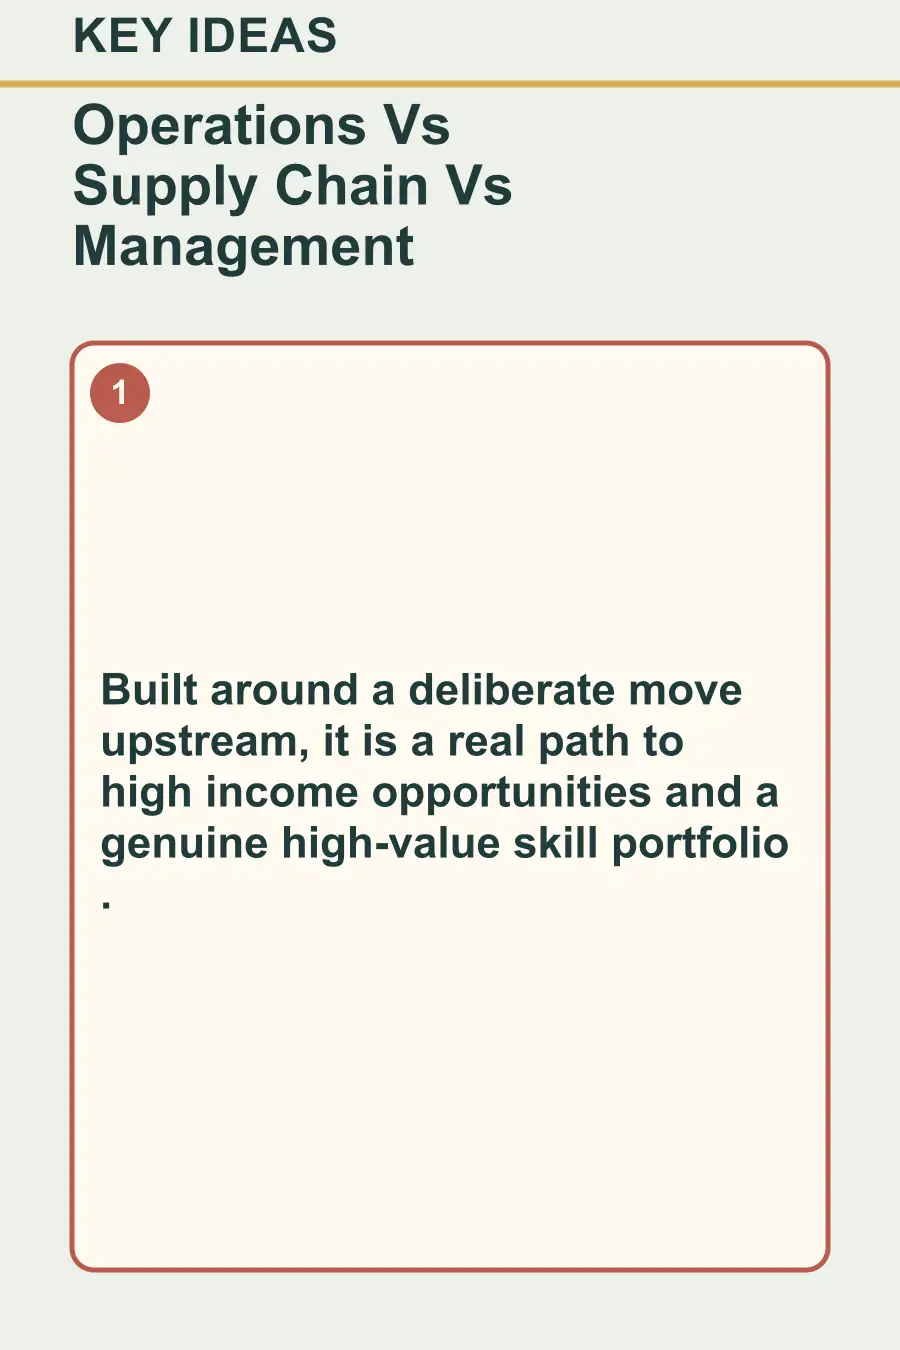 KEY IDEAS
Operations Vs
Supply Chain Vs
Management
1
Built around a deliberate move
upstream, it is a real path to
high income opportunities and a
genuine high-value skill portfolio
.